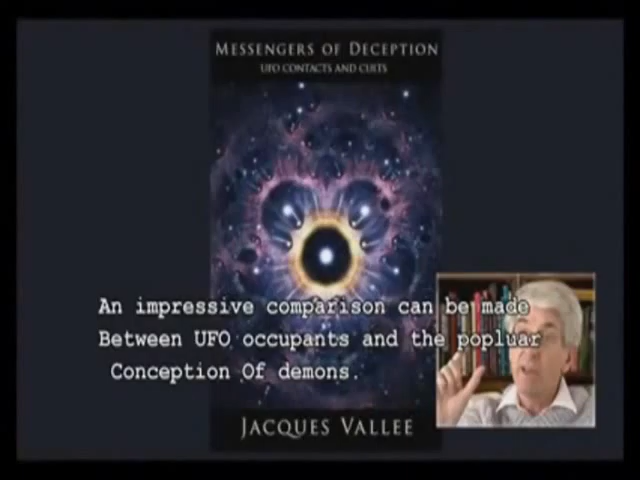 MESSENGERS OF DECEPTION
UFO CONTACTS AND CULTS
An impressive comparison can be made
Between UFO occupants and the popluar
Conception Of demons.
JACQUES VALLEE